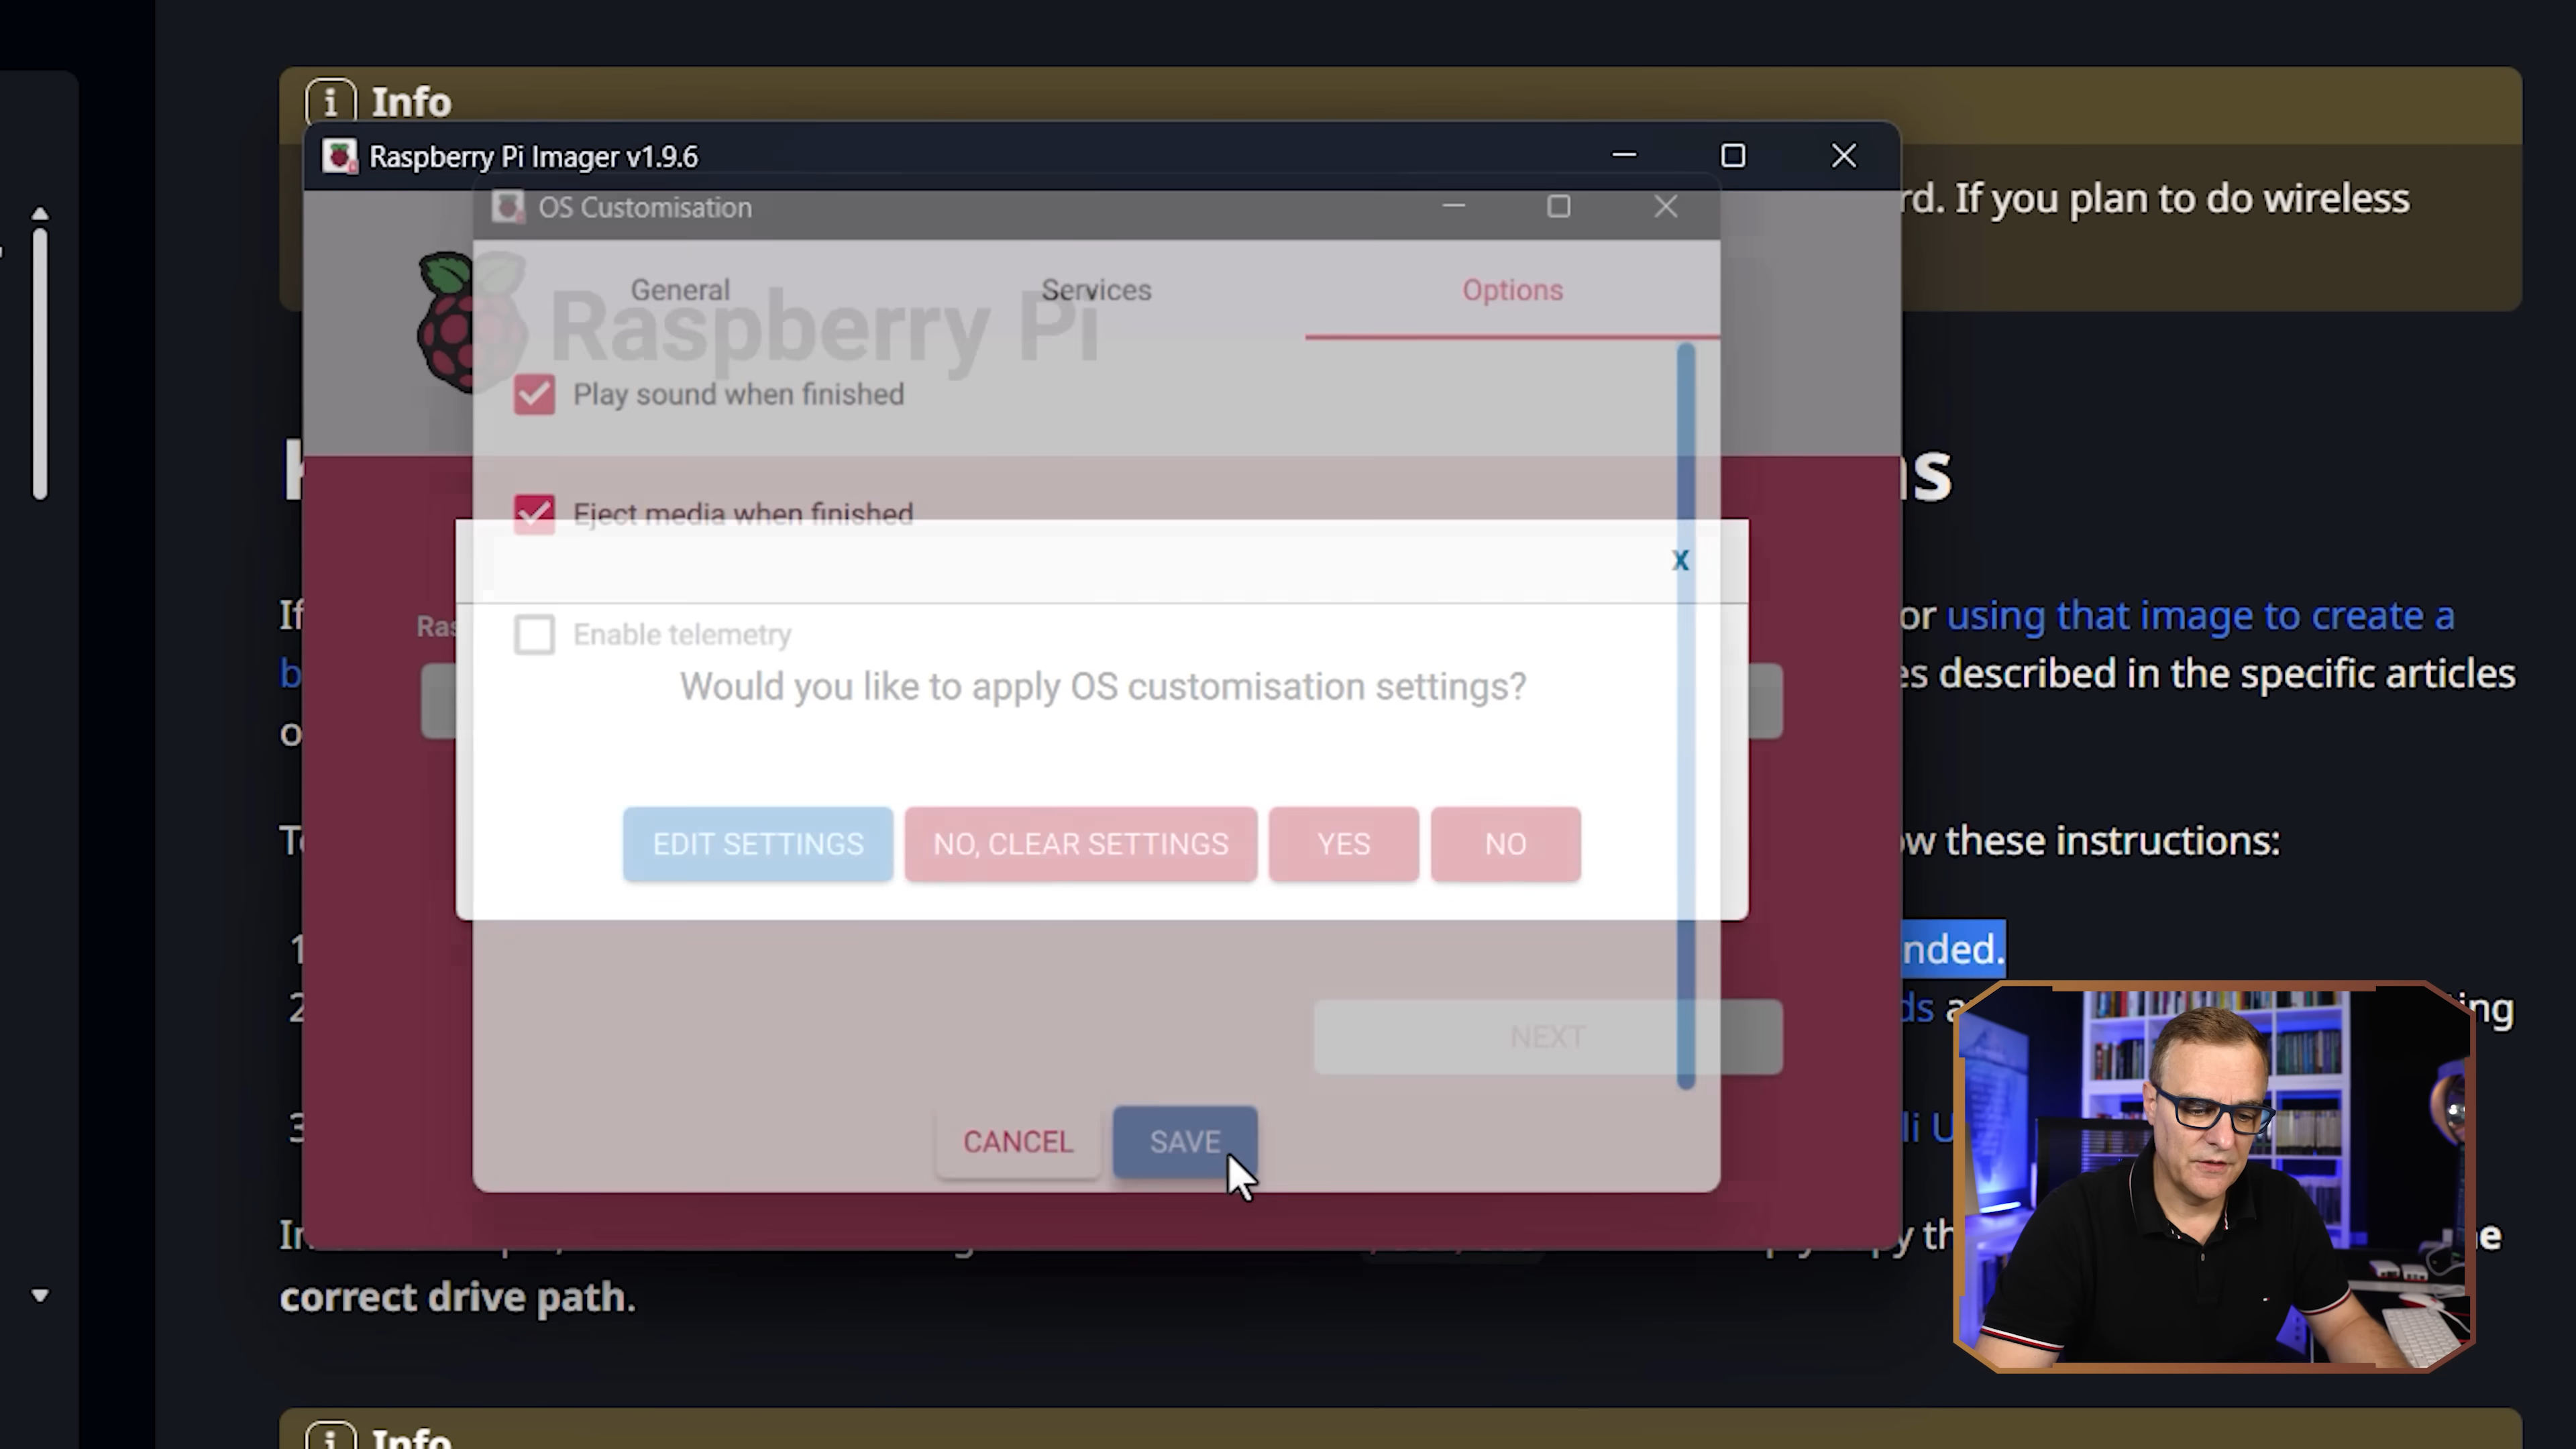 Info
Raspberry Pi Imager v1.9.6
rd. If you plan to do wireless
OS Customisation
General
Services
Options
Raspberry Pi
Play sound when finished
Eject media when finished
x
or using that image to create a
Enable telemetry
es described in the specific articles
Would you like to apply OS customisation settings?
EDIT SETTINGS
NO, CLEAR SETTINGS
YES
NO
ow these instructions:
nded.
NEXT
CANCEL
SAVE
correct drive path.
Info